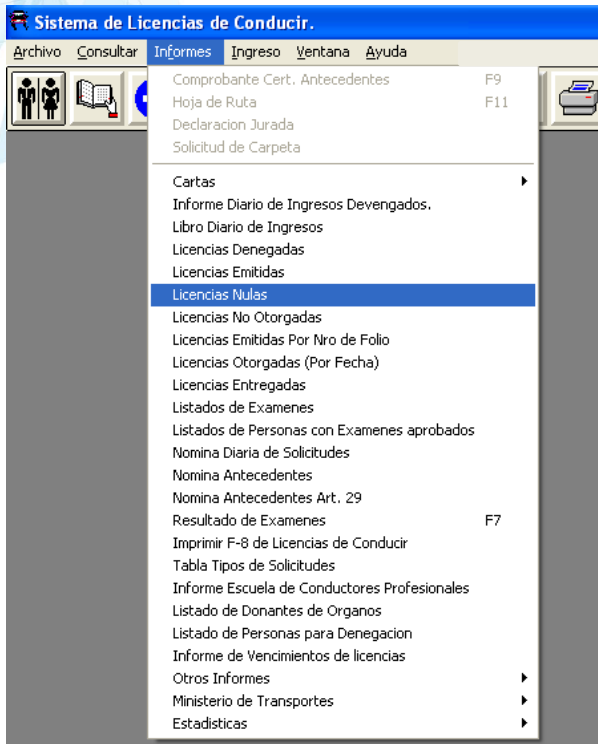 Sistema de Licencias de Conducir.
Archivo Consultar Informes Ingreso Ventana Ayuda
Comprobante Cert. Antecedentes F9
Hoja de Ruta F11
Declaracion Jurada
Solicitud de Carpeta
Cartas
Informe Diario de Ingresos Devengados.
Libro Diario de Ingresos
Licencias Denegadas
Licencias Emitidas
Licencias Nulas
Licencias No Otorgadas
Licencias Emitidas Por Nro de Folio
Licencias Otorgadas (Por Fecha)
Licencias Entregadas
Listados de Examenes
Listados de Personas con Examenes aprobados
Nomina Diaria de Solicitudes
Nomina Antecedentes
Nomina Antecedentes Art. 29
Resultado de Examenes F7
Imprimir F-8 de Licencias de Conducir
Tabla Tipos de Solicitudes
Informe Escuela de Conductores Profesionales
Listado de Donantes de Organos
Listado de Personas para Denegacion
Informe de Vencimientos de licencias
Otros Informes
Ministerio de Transportes
Estadisticas